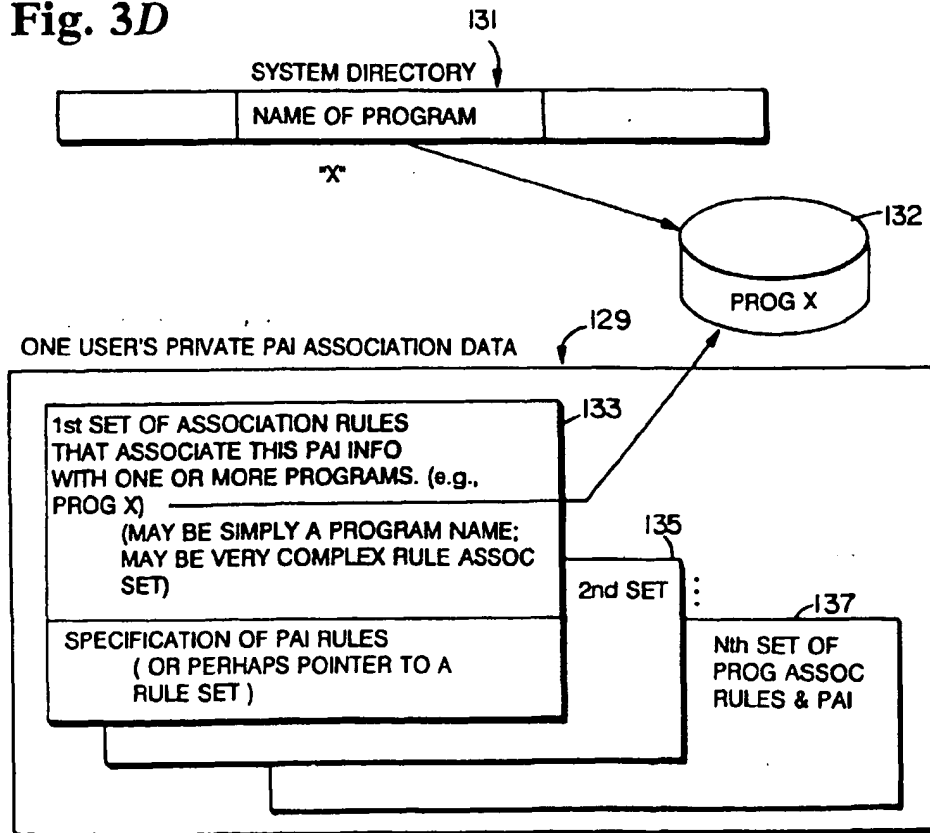 Fig. 3D
131
SYSTEM DIRECTORY
NAME OF PROGRAM
"X"
132
PROG X
129
ONE USER'S PRIVATE PAI ASSOCIATION DATA
133
1st SET OF ASSOCIATION RULES
THAT ASSOCIATE THIS PAI INFO
WITH ONE OR MORE PROGRAMS. (e.g.,
PROG X)
(MAY BE SIMPLY A PROGRAM NAME;
MAY BE VERY COMPLEX RULE ASSOC
SET)
SPECIFICATION OF PAI RULES
( OR PERHAPS POINTER TO A
RULE SET )
135
2nd SET
137
Nth SET OF
PROG ASSOC
RULES & PAI